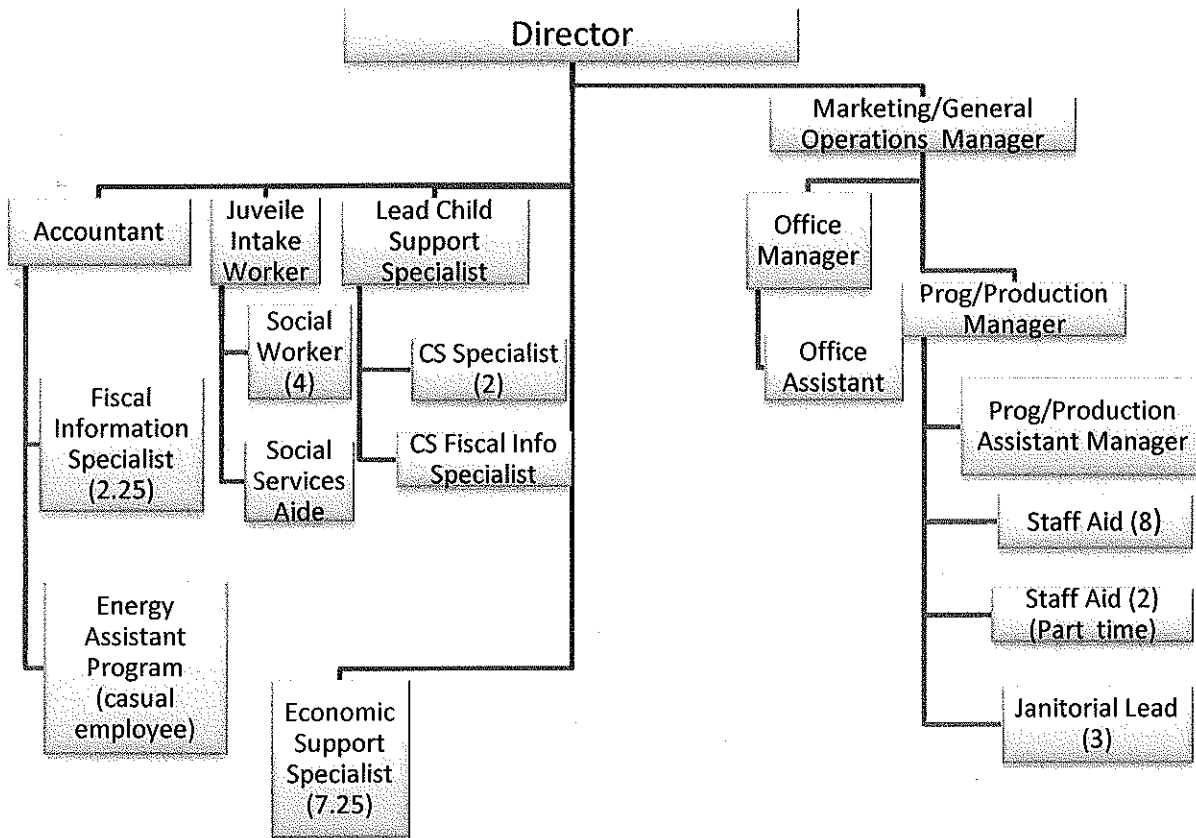 Director
Marketing/General
Operations Manager
Accountant
Juveile
Intake
Worker
Lead Child
Support
Specialist
Office
Manager
Prog/Production
Manager
Social
Worker
(4)
CS Specialist
(2)
Office
Assistant
Fiscal
Information
Specialist
(2.25)
Social
Services
Aide
CS Fiscal Info
Specialist
Prog/Production
Assistant Manager
Staff Aid (8)
Energy
Assistant
Program
(casual
employee)
Staff Aid (2)
(Part time)
Economic
Support
Specialist
(7.25)
Janitorial Lead
(3)